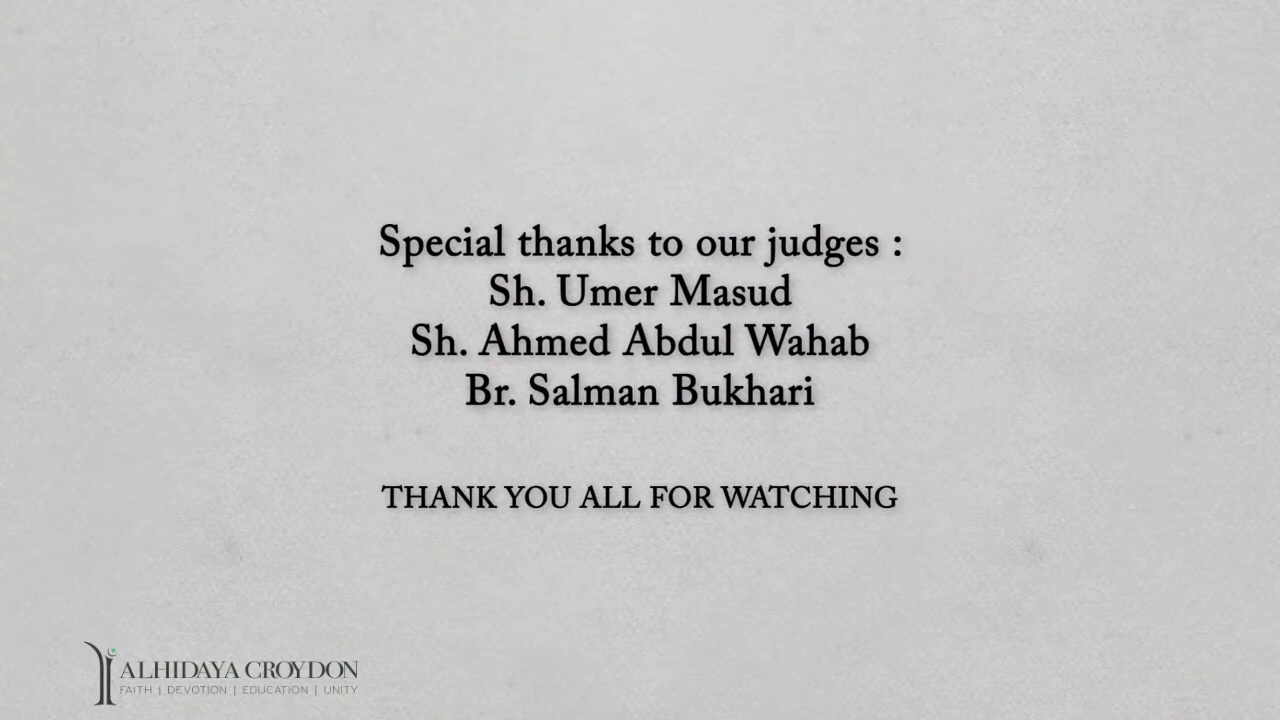 Special thanks to our judges :
Sh. Umer Masud
Sh. Ahmed Abdul Wahab
Br. Salman Bukhari
THANK YOU ALL FOR WATCHING
ALHIDAYA CROYDON
FAITH | DEVOTION | EDUCATION | UNITY